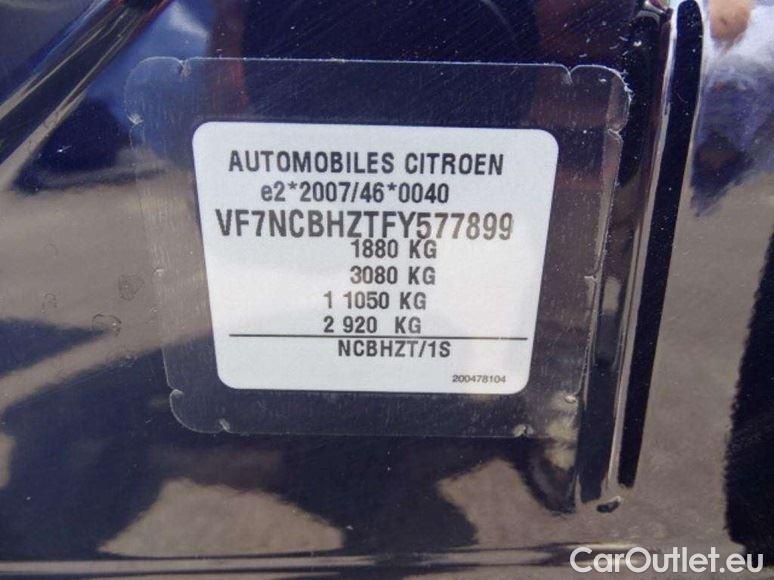 AUTOMOBILES CITROEN
e2*2007/46*0040
VF7NCBHZTFY577899
1880 KG
3080 KG
1 1050 KG
2 920 KG
NCBHZT/1S
200478104
CarOutlet.eu